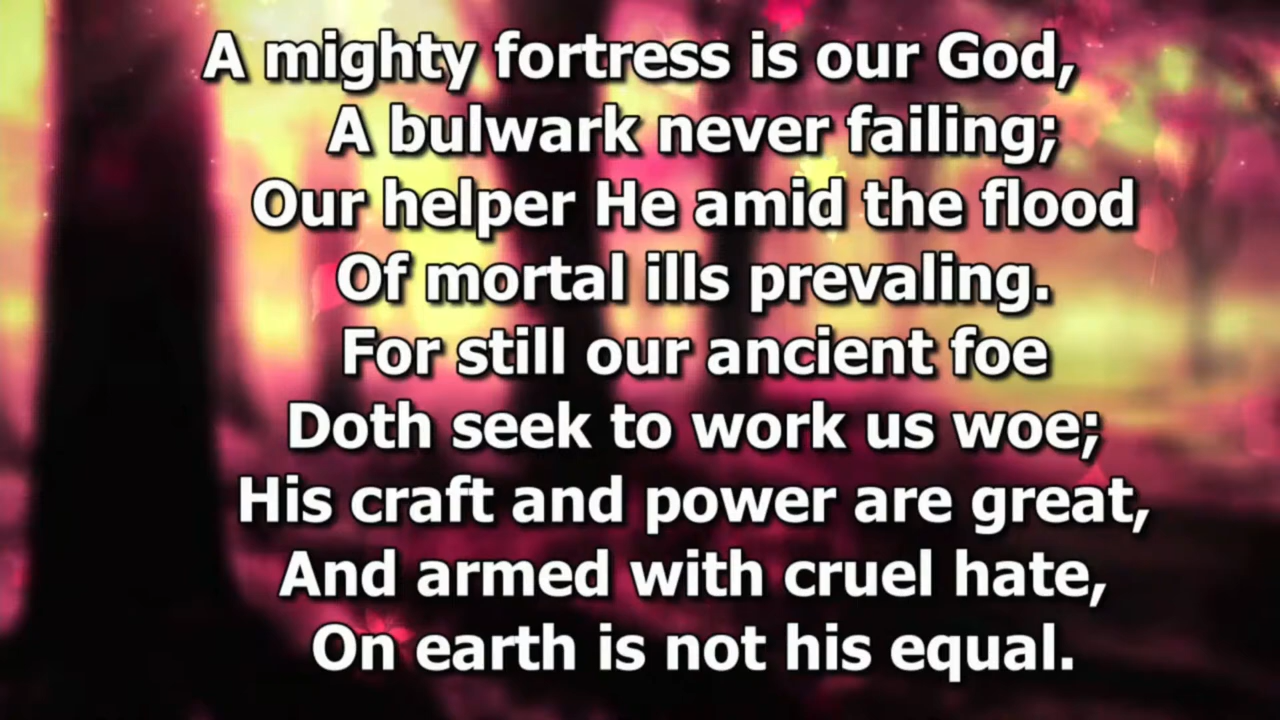 A mighty fortress is our God,
A bulwark never failing;
Our helper He amid the flood
Of mortal ills prevaling.
For still our ancient foe
Doth seek to work us woe;
His craft and power are great,
And armed with cruel hate,
On earth is not his equal.